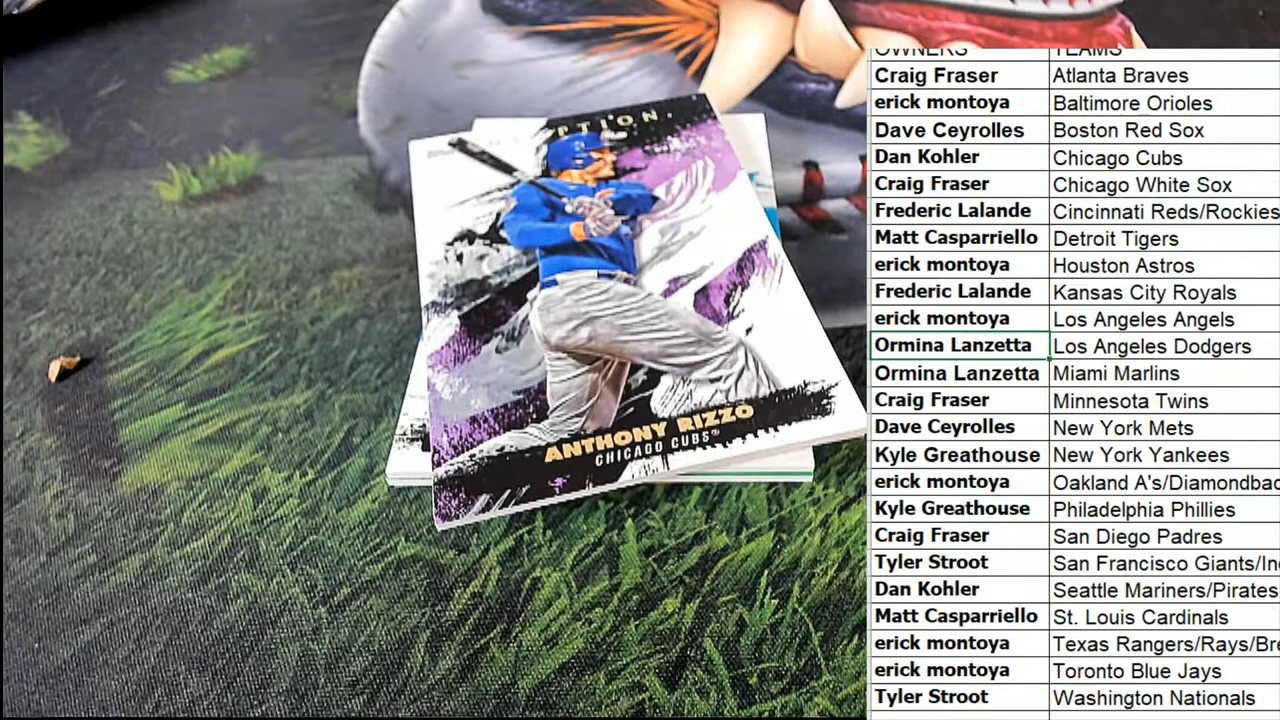 PTION.
ANTHONY RIZZO
CHICAGO CUBS
OWNERS TEAMS
Craig Fraser Atlanta Braves
erick montoya Baltimore Orioles
Dave Ceyrolles Boston Red Sox
Dan Kohler Chicago Cubs
Craig Fraser Chicago White Sox
Frederic Lalande Cincinnati Reds/Rockies
Matt Casparriello Detroit Tigers
erick montoya Houston Astros
Frederic Lalande Kansas City Royals
erick montoya Los Angeles Angels
Ormina Lanzetta Los Angeles Dodgers
Ormina Lanzetta Miami Marlins
Craig Fraser Minnesota Twins
Dave Ceyrolles New York Mets
Kyle Greathouse New York Yankees
erick montoya Oakland A's/Diamondbac
Kyle Greathouse Philadelphia Phillies
Craig Fraser San Diego Padres
Tyler Stroot San Francisco Giants/In
Dan Kohler Seattle Mariners/Pirates
Matt Casparriello St. Louis Cardinals
erick montoya Texas Rangers/Rays/Bre
erick montoya Toronto Blue Jays
Tyler Stroot Washington Nationals